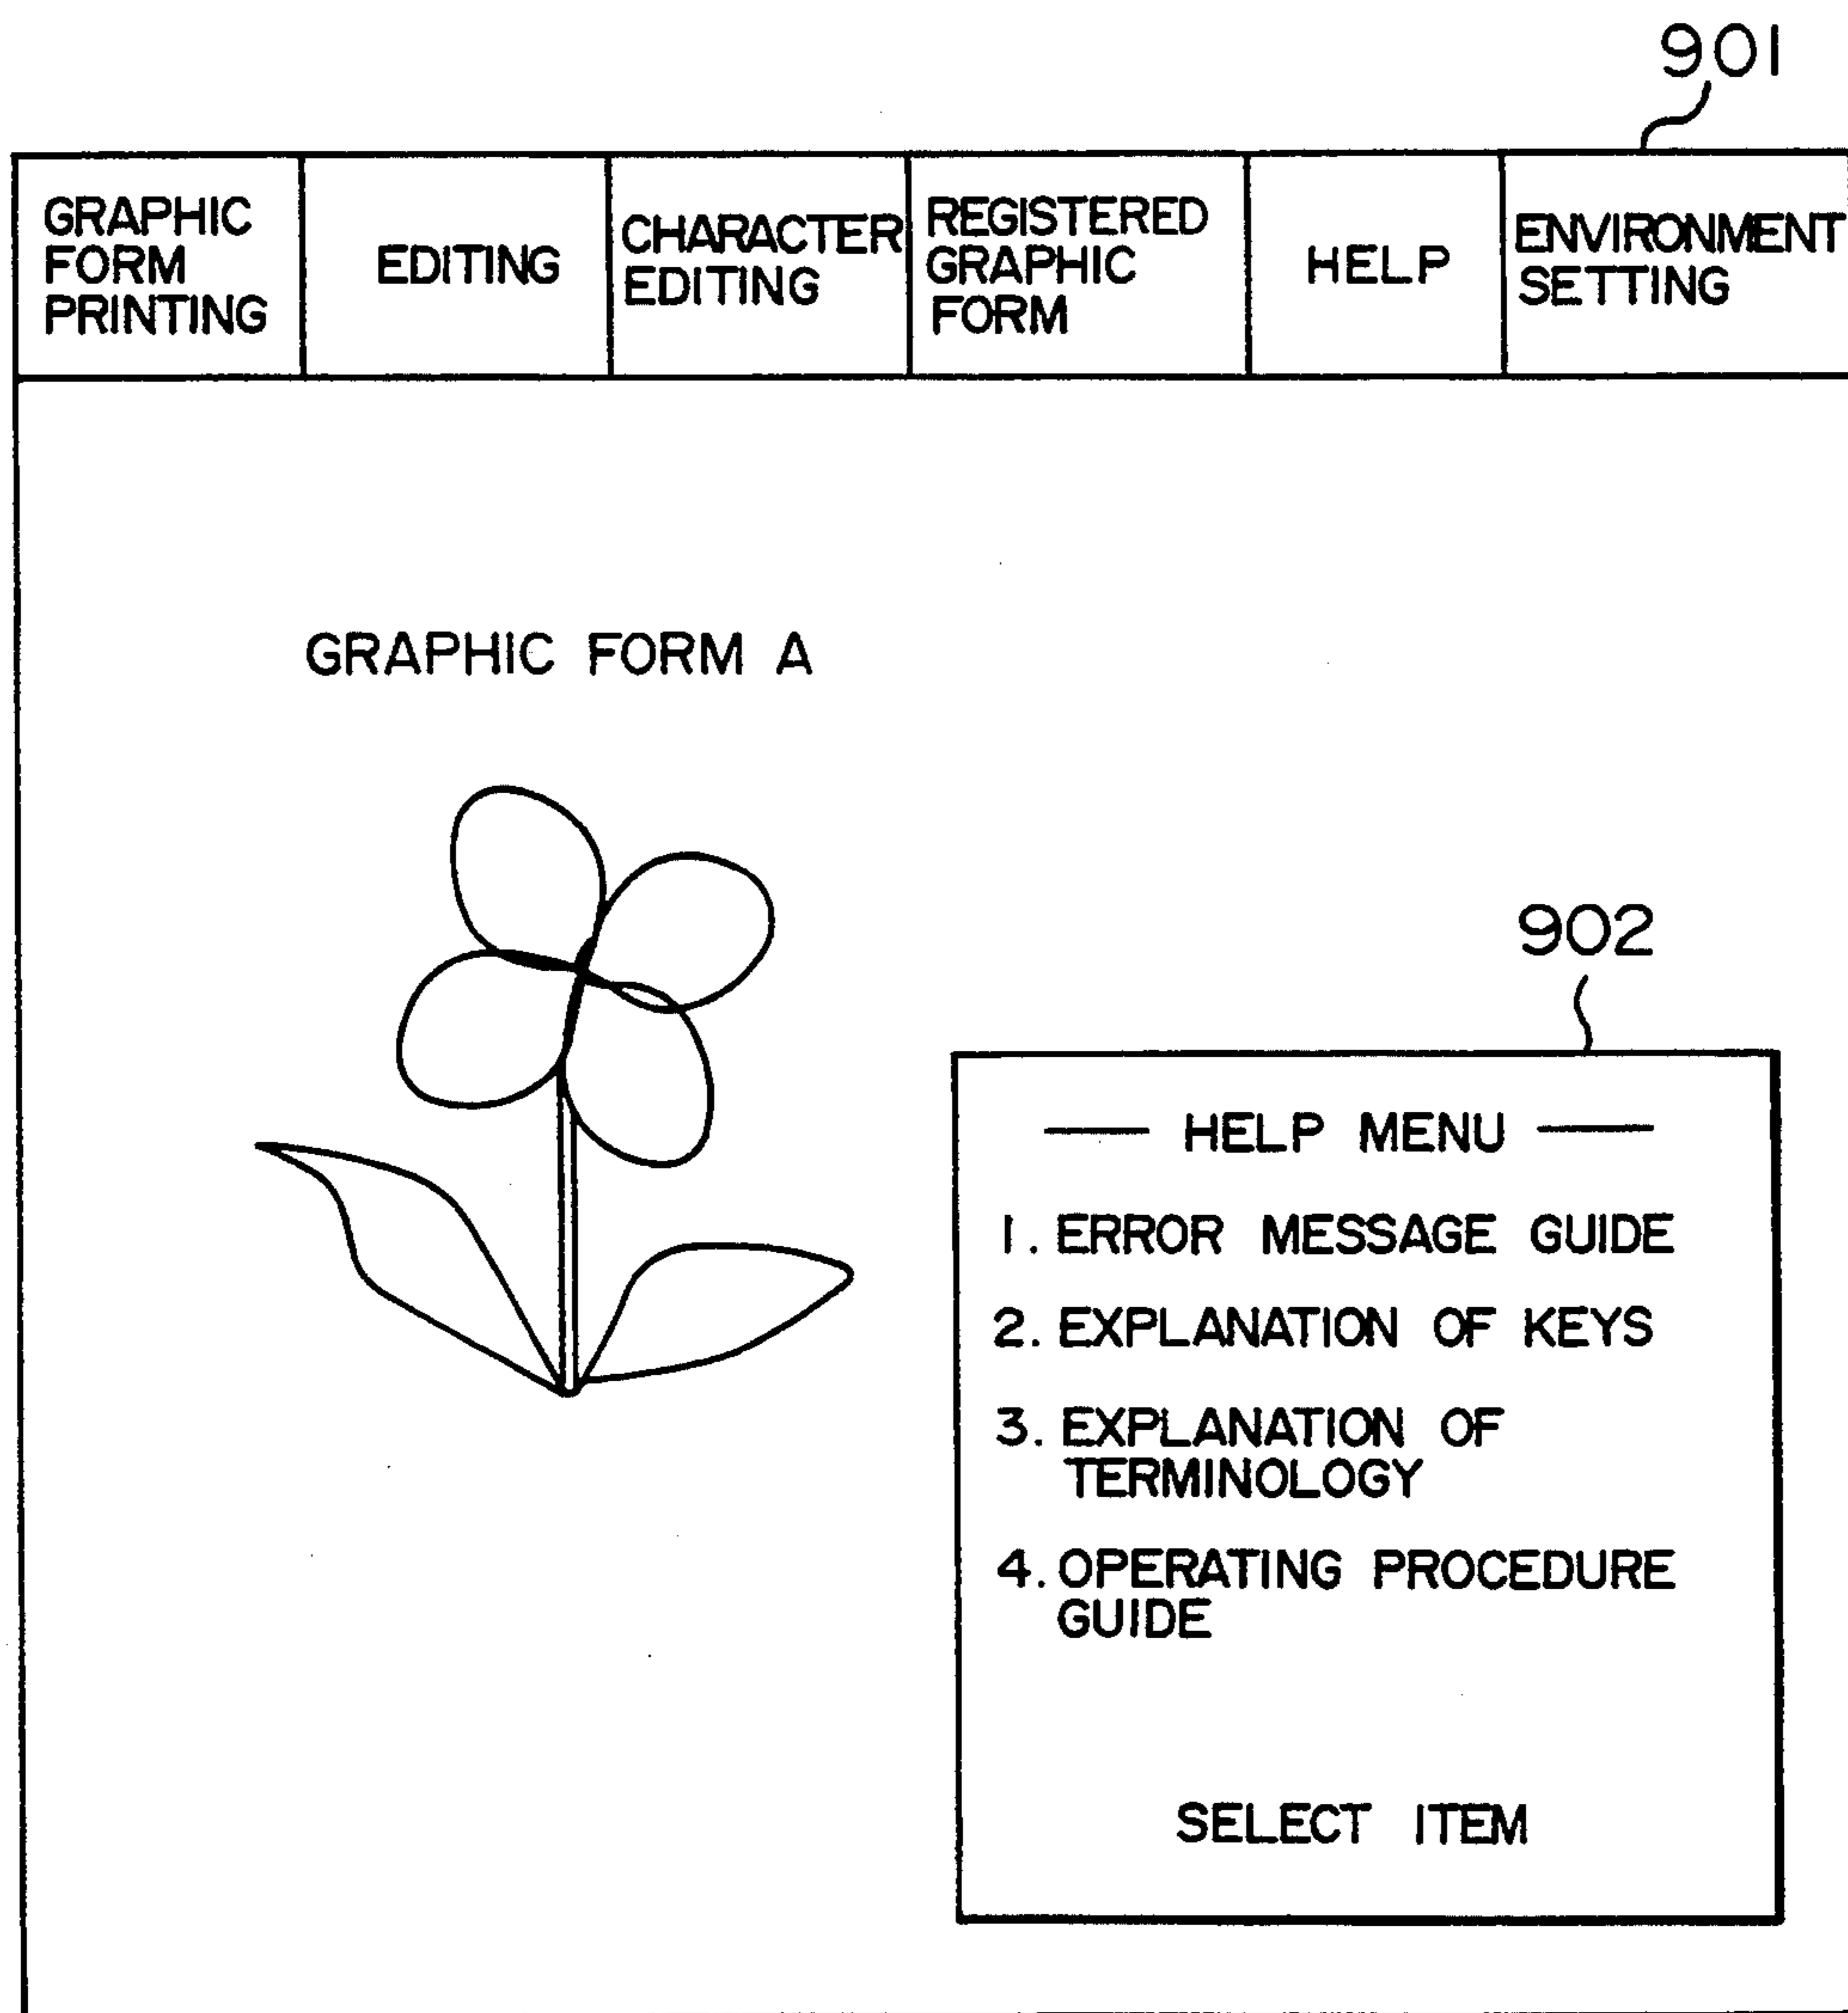 901
GRAPHIC
FORM
PRINTING
EDITING
CHARACTER
EDITING
REGISTERED
GRAPHIC
FORM
HELP
ENVIRONMENT
SETTING
GRAPHIC FORM A
902
HELP MENU
1. ERROR MESSAGE GUIDE
2. EXPLANATION OF KEYS
3. EXPLANATION OF
TERMINOLOGY
4. OPERATING PROCEDURE
GUIDE
SELECT ITEM